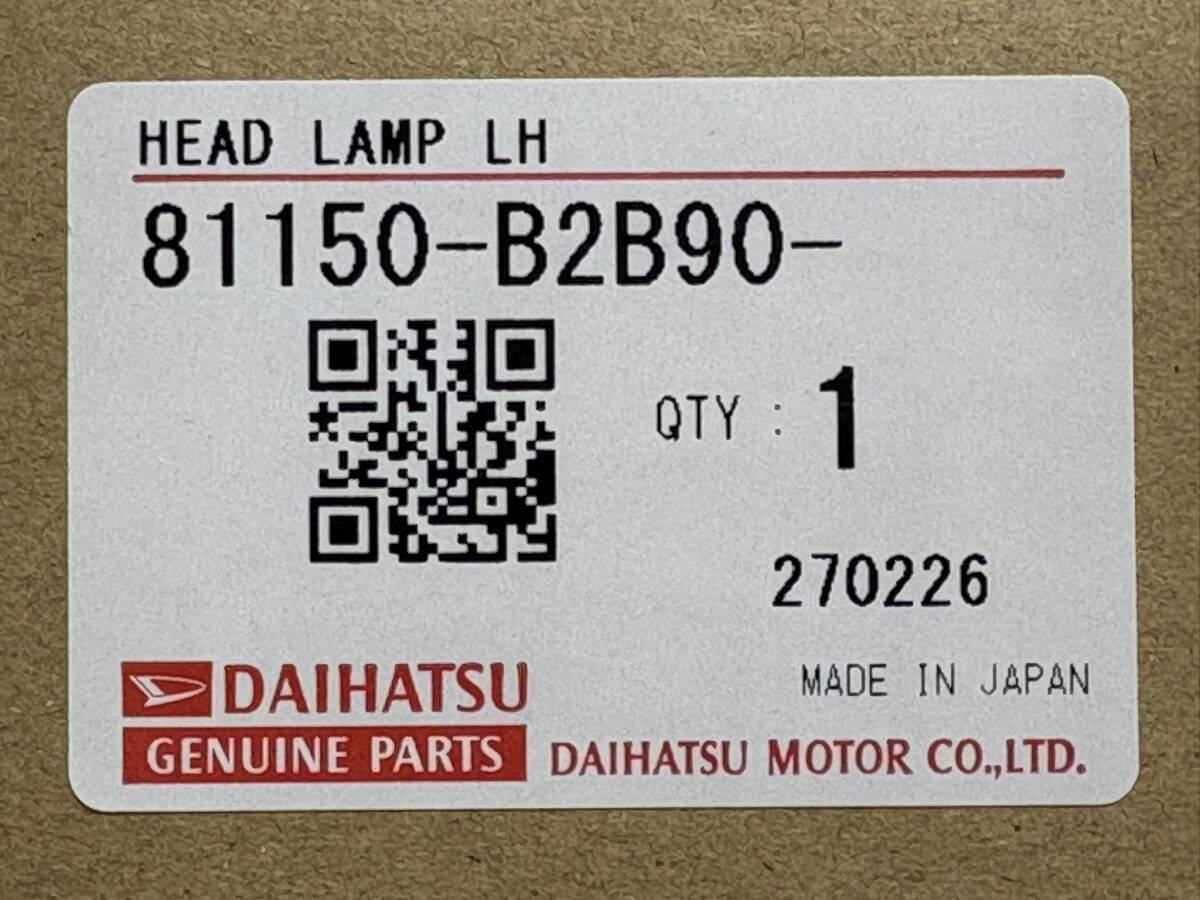 HEAD LAMP LH
81150-B2B90-
QTY : 1
270226
MADE IN JAPAN
DAIHATSU
GENUINE PARTS
DAIHATSU MOTOR CO.,LTD.